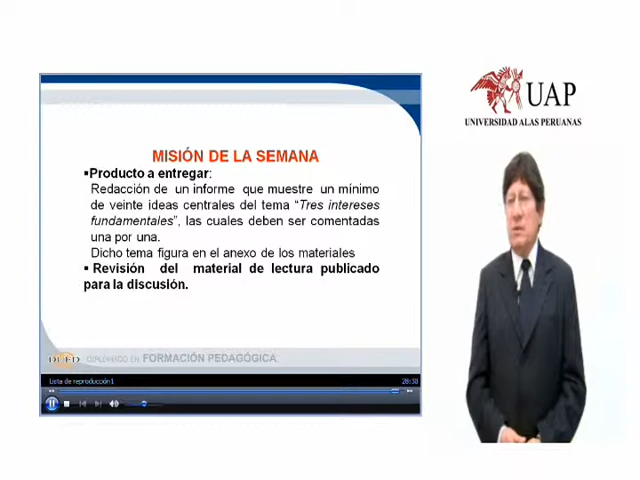 UAP
UNIVERSIDAD ALAS PERUANAS
MISIÓN DE LA SEMANA
▪Producto a entregar:
Redacción de un informe que muestre un mínimo
de veinte ideas centrales del tema “Tres intereses
fundamentales”, las cuales deben ser comentadas
una por una.
Dicho tema figura en el anexo de los materiales
▪ Revisión del material de lectura publicado
para la discusión.
DUED DIPLOMADO EN FORMACIÓN PEDAGÓGICA
Lista de reproducción1 28:38